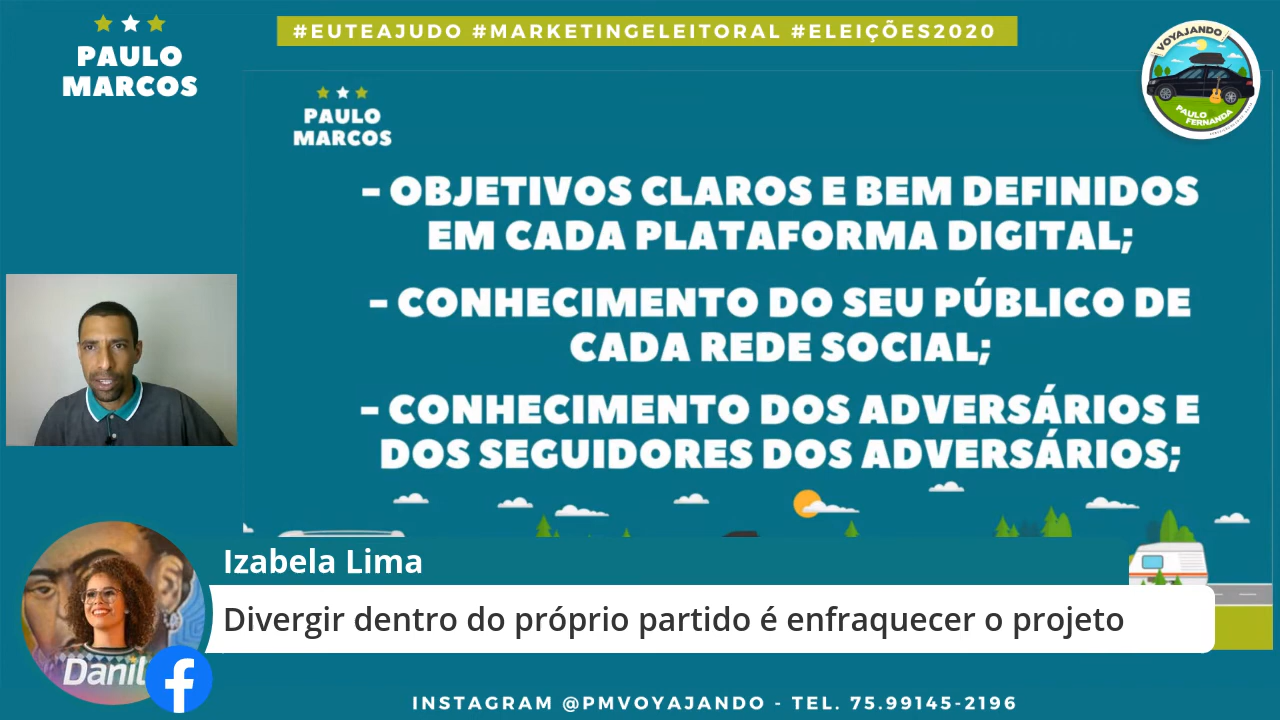 #EUTEAJUDO #MARKETINGELEITORAL #ELEIÇÕES2020
PAULO
MARCOS
VOYAJANDO
PAULO
FERNANDA
PAULO
MARCOS
- OBJETIVOS CLAROS E BEM DEFINIDOS
EM CADA PLATAFORMA DIGITAL;
- CONHECIMENTO DO SEU PÚBLICO DE
CADA REDE SOCIAL;
- CONHECIMENTO DOS ADVERSÁRIOS E
DOS SEGUIDORES DOS ADVERSÁRIOS;
Izabela Lima
Divergir dentro do próprio partido é enfraquecer o projeto
Danil
INSTAGRAM @PMVOYAJANDO - TEL. 75.99145-2196